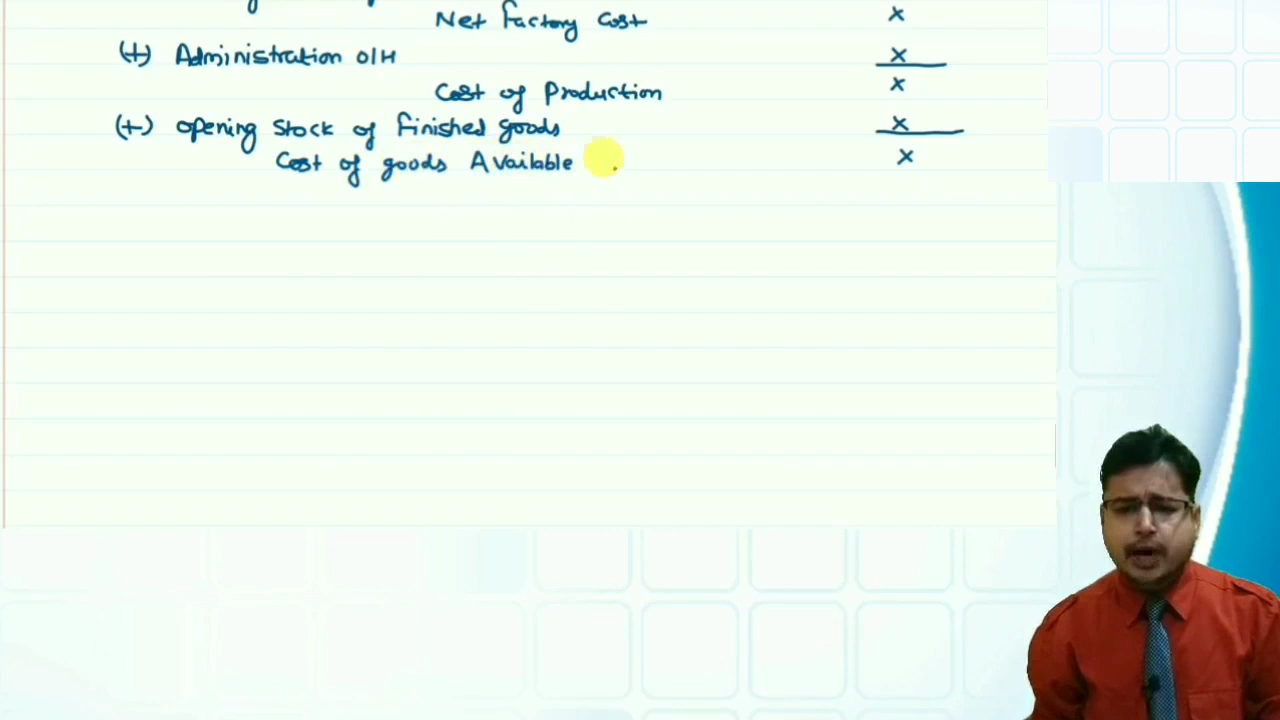 Net Factory Cost x
(+) Administration O/H x
Cost of Production x
(+) Opening Stock of Finished goods x
Cost of goods Available x